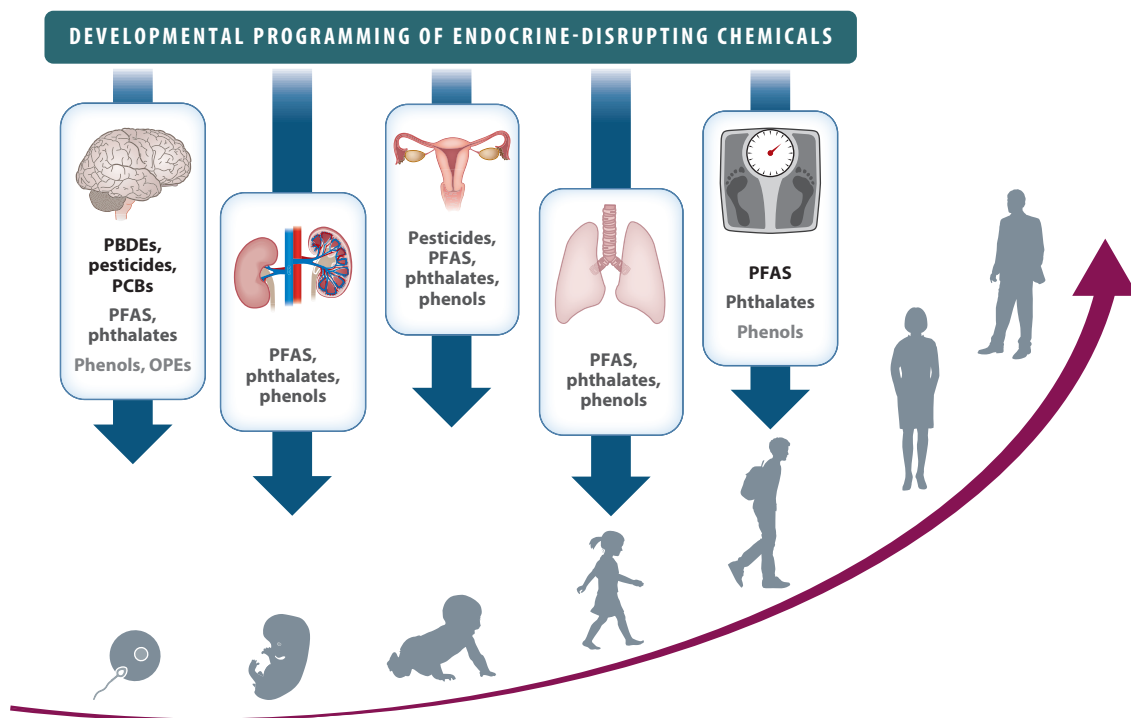 DEVELOPMENTAL PROGRAMMING OF ENDOCRINE-DISRUPTING CHEMICALS
PBDEs,
pesticides,
PCBs
PFAS,
phthalates
Phenols, OPEs
PFAS,
phthalates,
phenols
Pesticides,
PFAS,
phthalates,
phenols
PFAS,
phthalates,
phenols
PFAS
Phthalates
Phenols